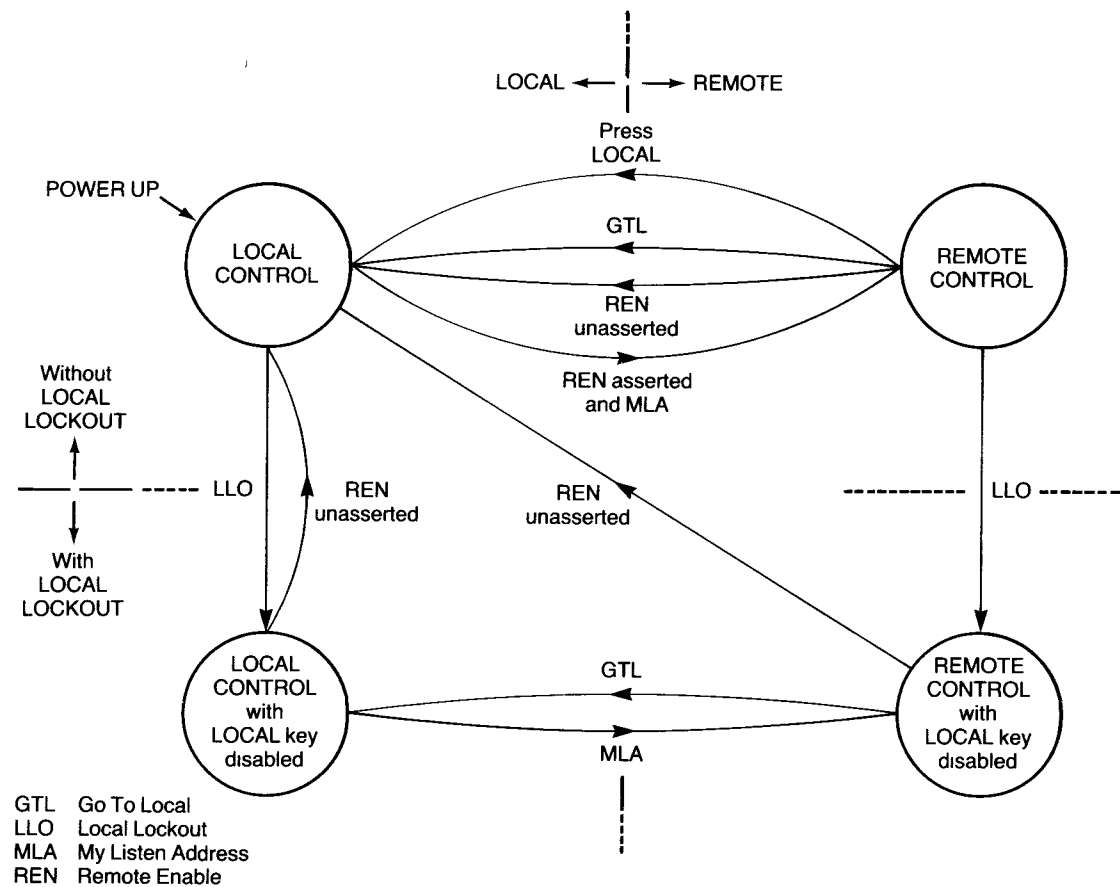 LOCAL
REMOTE
Press
LOCAL
POWER UP
GTL
LOCAL
CONTROL
REMOTE
CONTROL
REN
unasserted
REN asserted
and MLA
Without
LOCAL
LOCKOUT
LLO
REN
unasserted
REN
unasserted
LLO
With
LOCAL
LOCKOUT
LOCAL
CONTROL
with
LOCAL key
disabled
GTL
MLA
REMOTE
CONTROL
with
LOCAL key
disabled
GTL Go To Local
LLO Local Lockout
MLA My Listen Address
REN Remote Enable